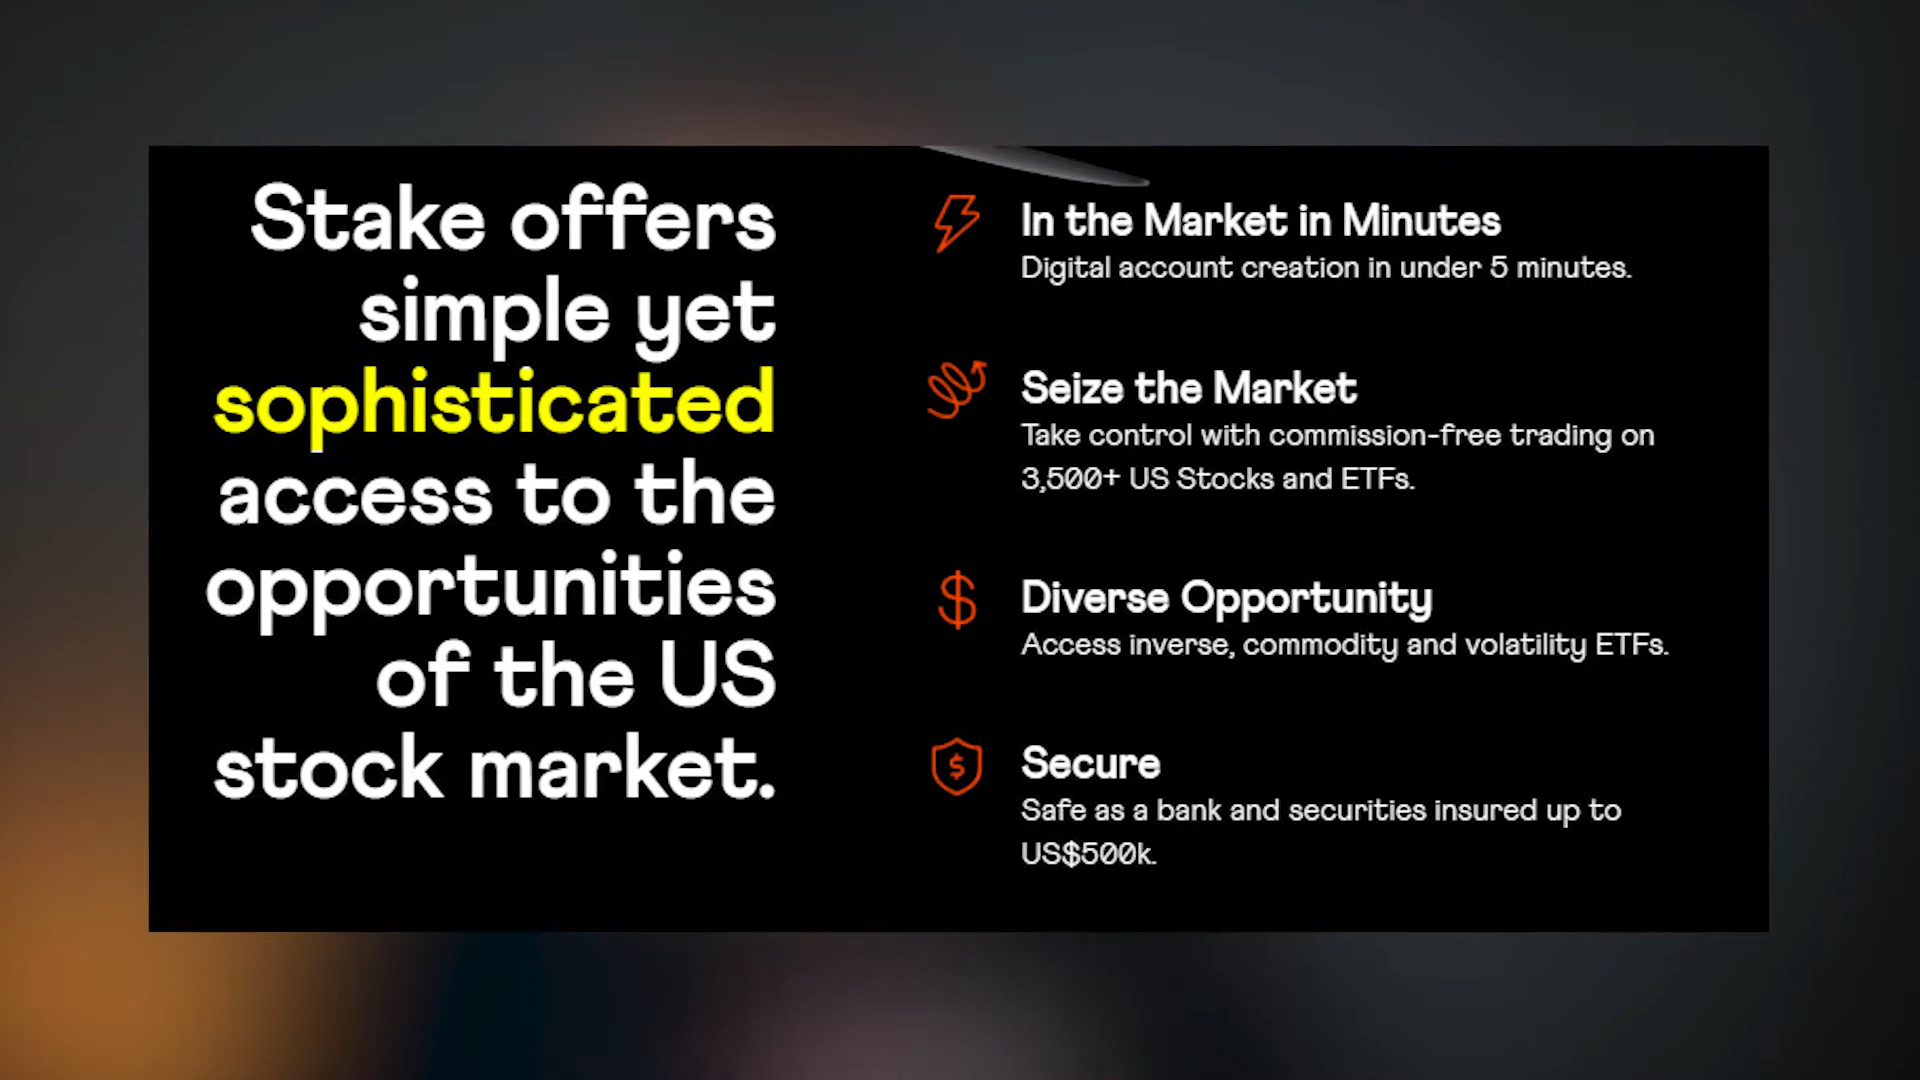 Stake offers
simple yet
sophisticated
access to the
opportunities
of the US
stock market.
In the Market in Minutes
Digital account creation in under 5 minutes.
Seize the Market
Take control with commission-free trading on
3,500+ US Stocks and ETFs.
Diverse Opportunity
Access inverse, commodity and volatility ETFs.
Secure
Safe as a bank and securities insured up to
US$500k.